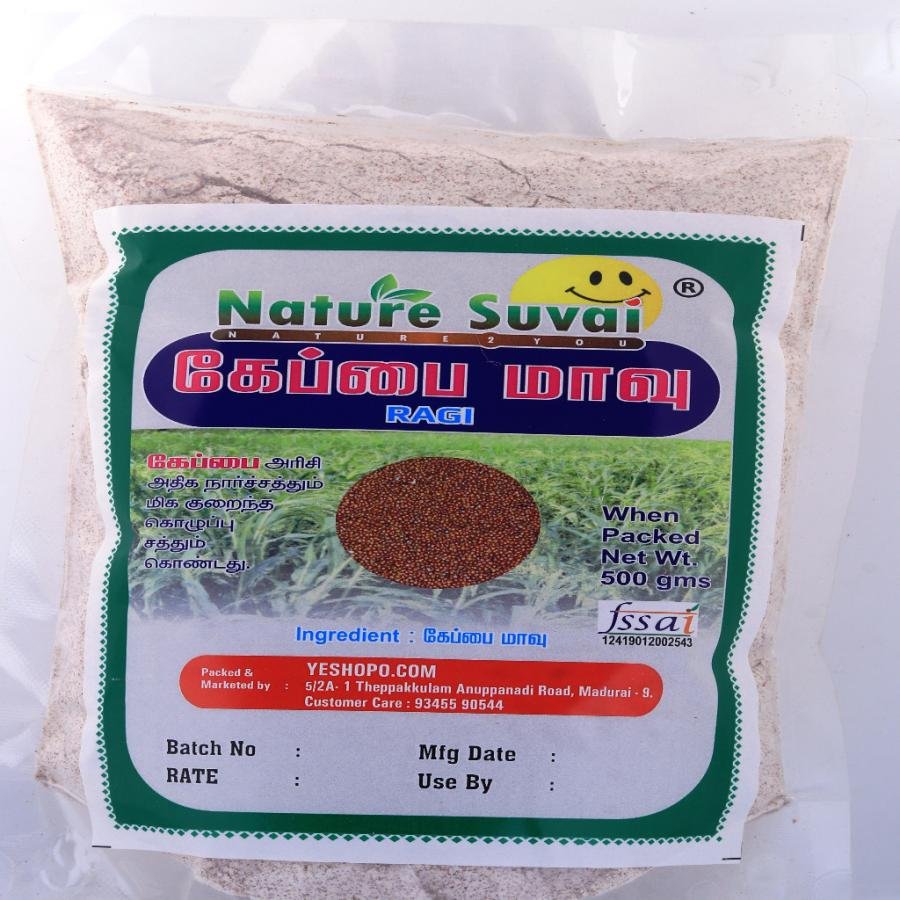 Nature Suvai ®
NATURE2YOU
கேப்பை மாவு
RAGI
கேப்பை அரிசி
அதிக நார்ச்சத்தும்
மிக குறைந்த
கொழுப்பு
சத்தும்
கொண்டது.
When
Packed
Net Wt.
500 gms
fssai
12419012002543
Ingredient : கேப்பை மாவு
Packed &
Marketed by :
YESHOPO.COM
5/2A- 1 Theppakkulam Anuppanadi Road, Madurai - 9.
Customer Care : 93455 90544
Batch No :
RATE :
Mfg Date :
Use By :